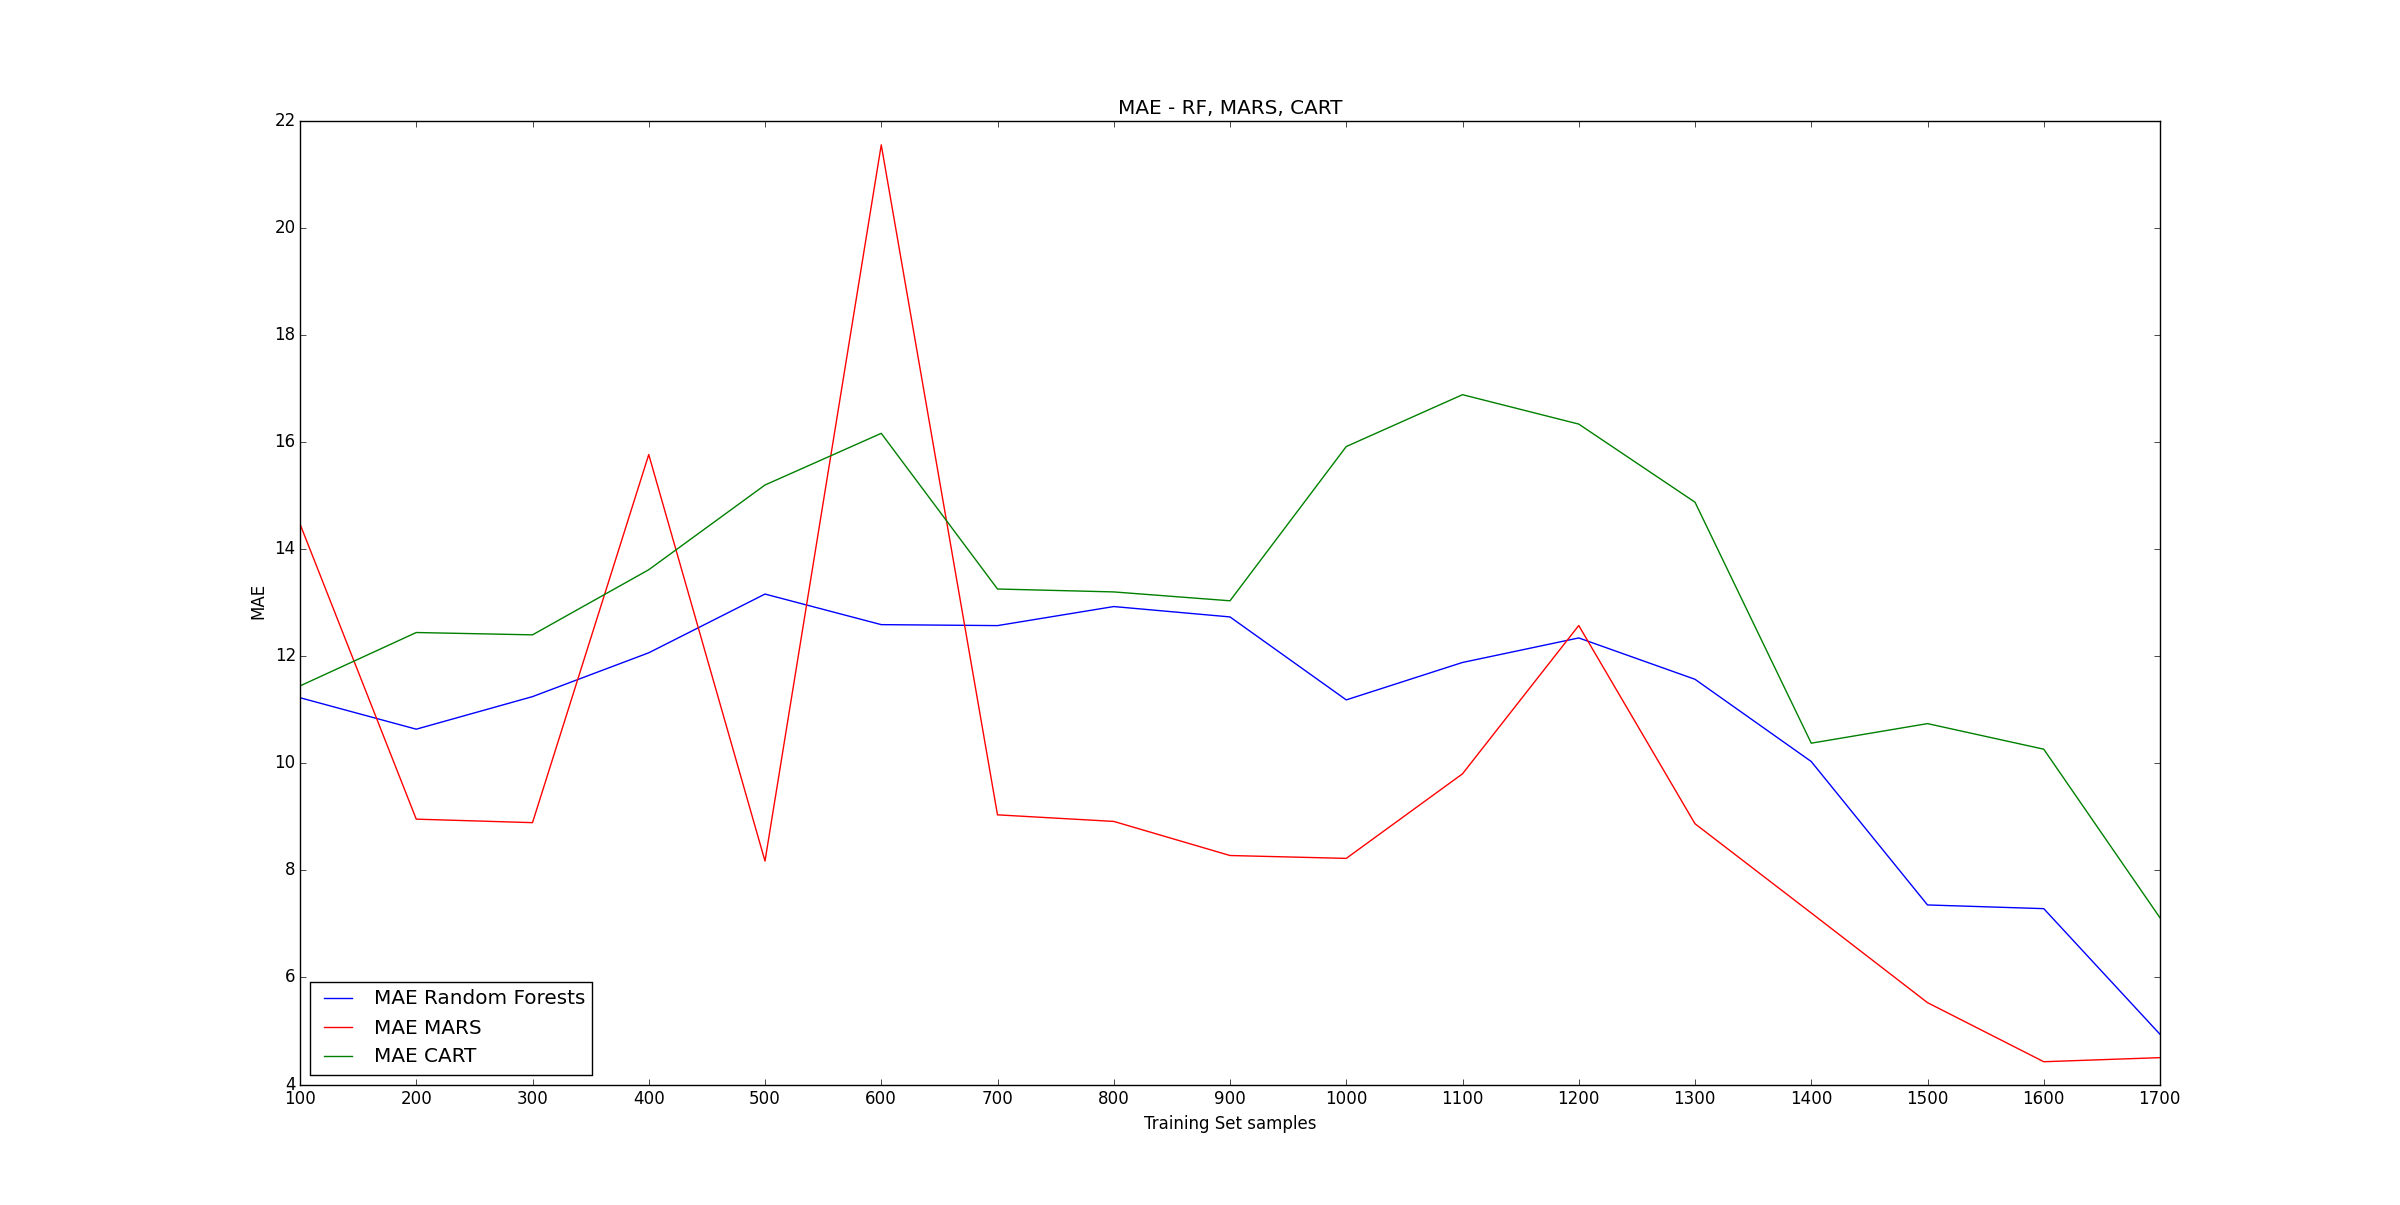 MAE - RF, MARS, CART
22
20
18
16
14
12
10
8
6
4
MAE
MAE Random Forests
MAE MARS
MAE CART
100 200 300 400 500 600 700 800 900 1000 1100 1200 1300 1400 1500 1600 1700
Training Set samples